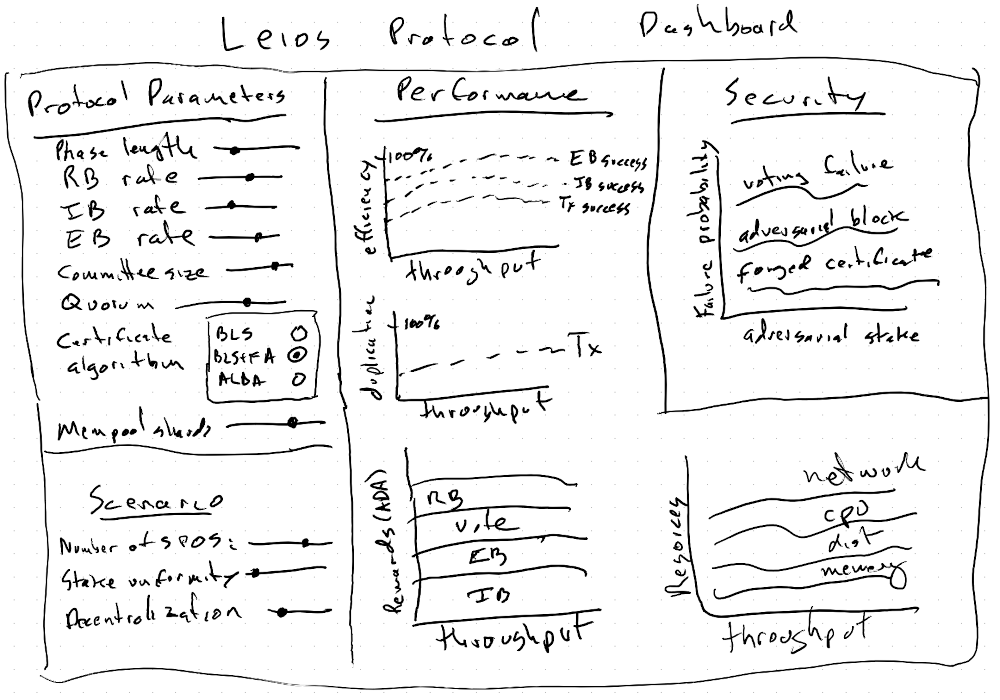 Leios Protocol Dashboard
Protocol Parameters
Phase length
RB rate
IB rate
EB rate
Committee size
Quorum
Certificate
algorithm
BLS
BLS+FA
ALBA
Mempool shards
Scenario
Number of SPOs:
Stake uniformity
Decentralization
Performance
efficiency
100%
EB success
IB success
Tx success
throughput
duplication
100%
Tx
throughput
Rewards (ADA)
RB
vote
EB
IB
throughput
Security
Failure probability
voting failure
adversarial block
forged certificate
adversarial stake
Resources
network
CPU
disk
memory
throughput